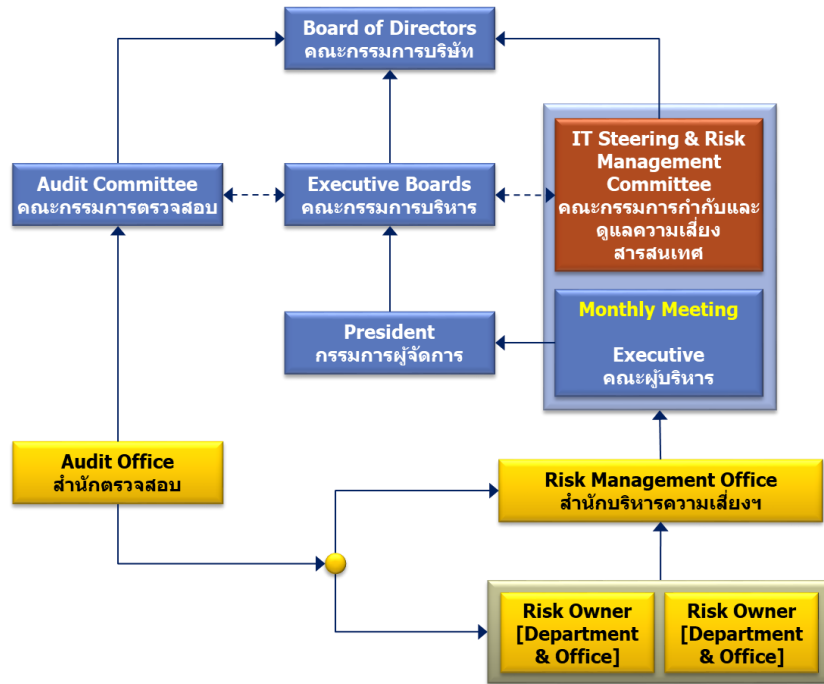 Board of Directors
คณะกรรมการบริษัท
Audit Committee
คณะกรรมการตรวจสอบ
Executive Boards
คณะกรรมการบริหาร
IT Steering & Risk
Management
Committee
คณะกรรมการกำกับและ
ดูแลความเสี่ยง
สารสนเทศ
President
กรรมการผู้จัดการ
Monthly Meeting
Executive
คณะผู้บริหาร
Audit Office
สำนักตรวจสอบ
Risk Management Office
สำนักบริหารความเสี่ยงฯ
Risk Owner
[Department
& Office]
Risk Owner
[Department
& Office]